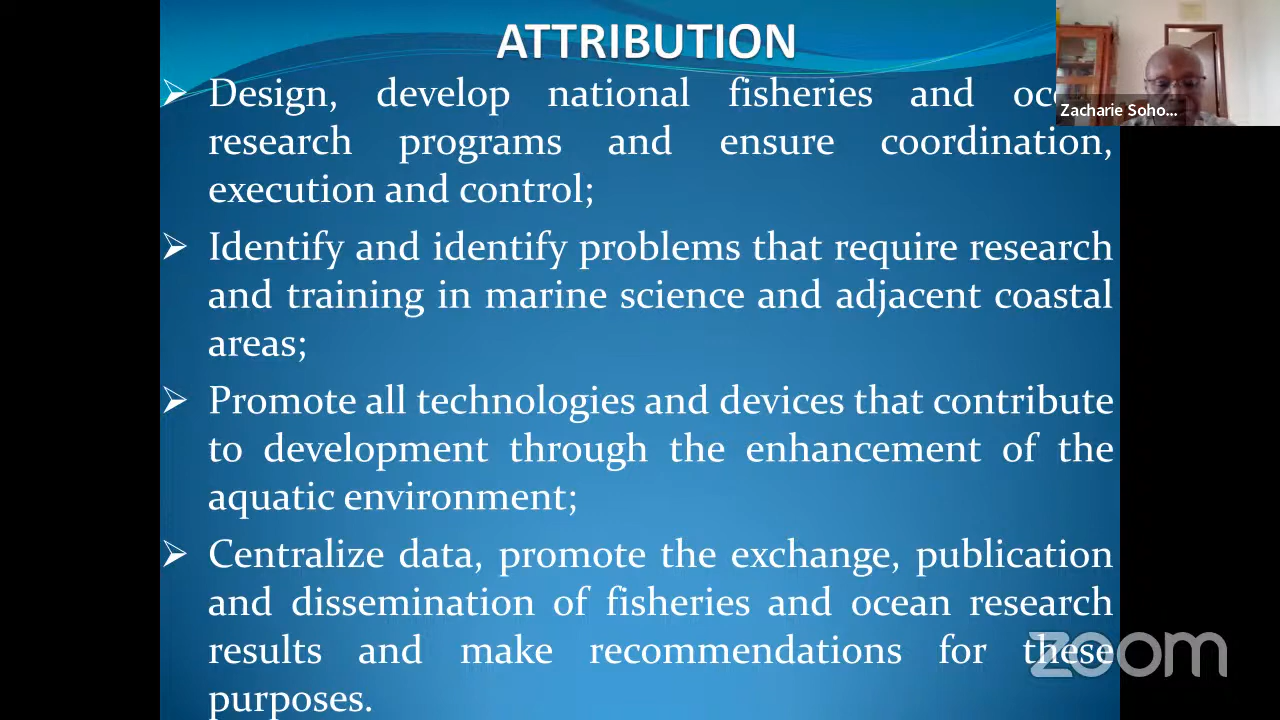 ATTRIBUTION
Design, develop national fisheries and
research programs and ensure coordination,
execution and control;
Identify and identify problems that require research
and training in marine science and adjacent coastal
areas;
Promote all technologies and devices that contribute
to development through the enhancement of the
aquatic environment;
Centralize data, promote the exchange, publication
and dissemination of fisheries and ocean research
results and make recommendations for these
purposes.
Zacharie Soho...
zoom